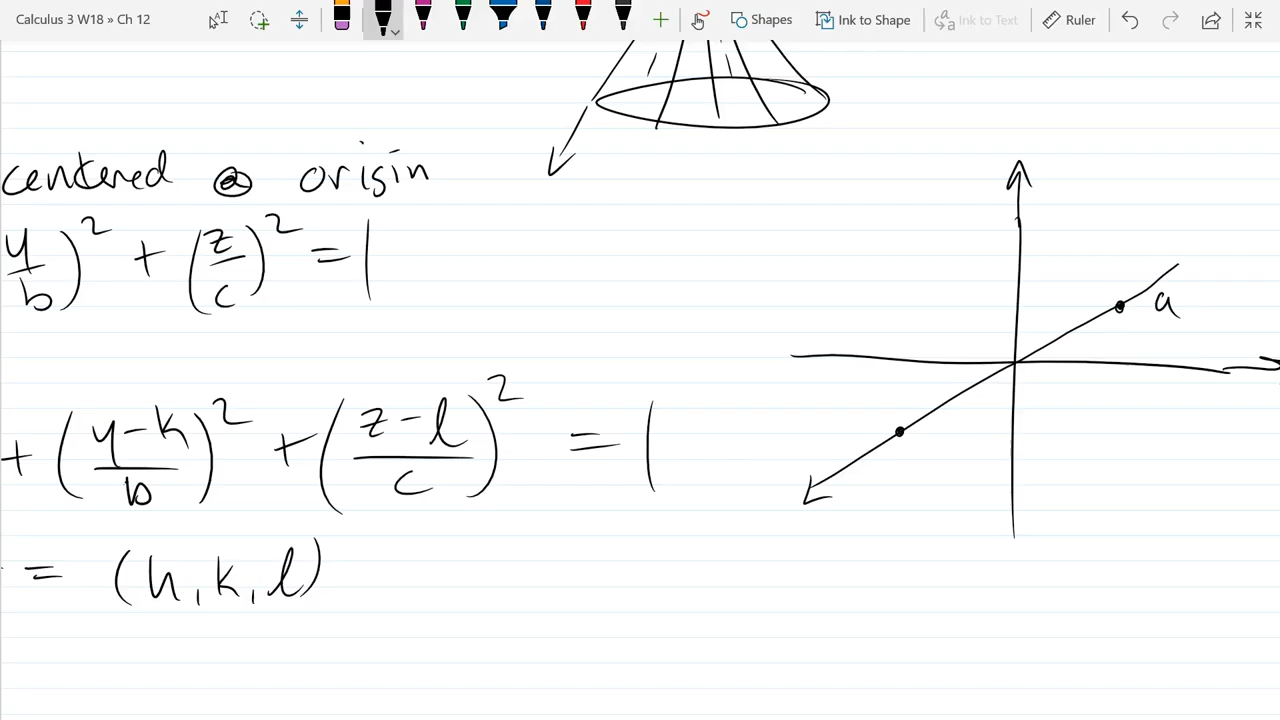 Calculus 3 W18 » Ch 12
Shapes
Ink to Shape
Ink to Text
Ruler
centered @ origin
y/b)² + (z/c)² = 1
+ ((y-k)/b)² + ((z-l)/c)² = 1
= (h, k, l)
a